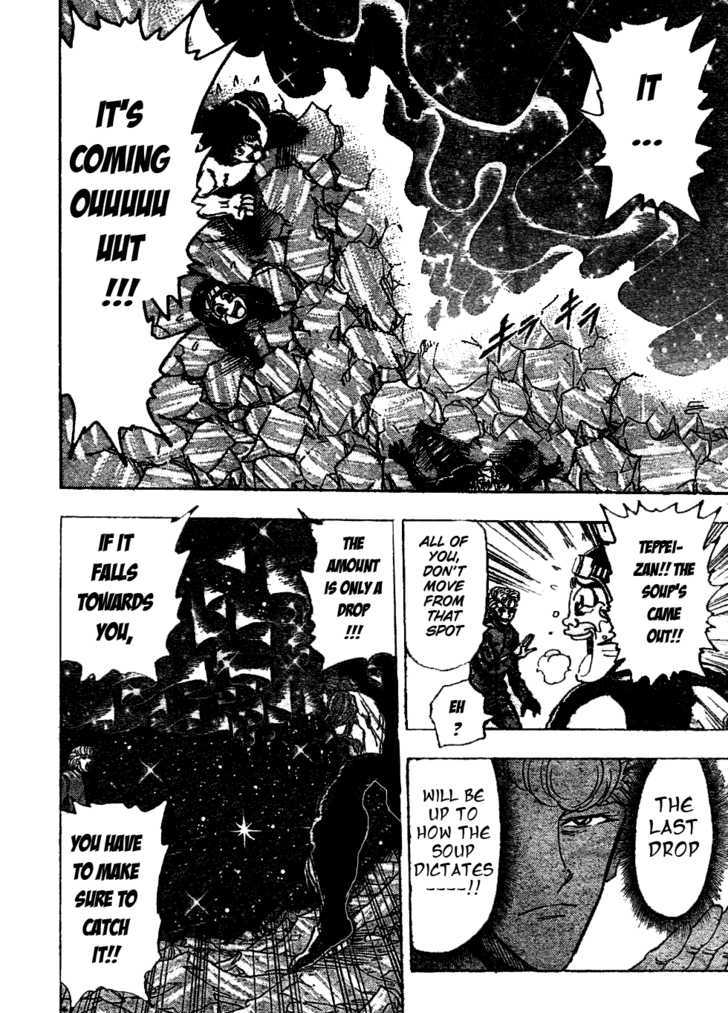 IT
...
IT'S
COMING
OUUUUU
UUT
!!!
キラ
キラ
TEPPEI-
ZAN!! THE
SOUP'S
CAME
OUT!!
ALL OF
YOU,
DON'T
MOVE
FROM
THAT
SPOT
EH
?
THE
LAST
DROP
WILL BE
UP TO
HOW THE
SOUP
DICTATES
----!!
THE
AMOUNT
IS ONLY A
DROP
!!!
IF IT
FALLS
TOWARDS
YOU,
YOU HAVE
TO MAKE
SURE TO
CATCH
IT!!